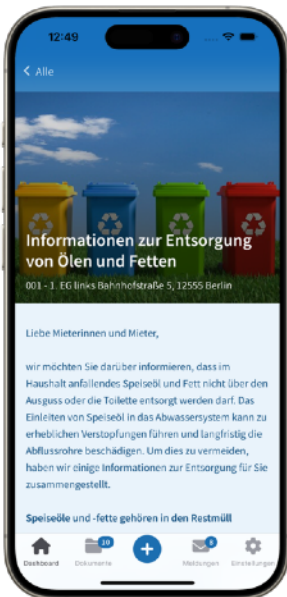 12:49
Alle
Informationen zur Entsorgung
von Ölen und Fetten
001 - 1. EG links Bahnhofstraße 5, 12555 Berlin
Liebe Mieterinnen und Mieter,
wir möchten Sie darüber informieren, dass im
Haushalt anfallendes Speiseöl und Fett nicht über den
Ausguss oder die Toilette entsorgt werden darf. Das
Einleiten von Speiseöl in das Abwassersystem kann zu
erheblichen Verstopfungen führen und langfristig die
Abflussrohre beschädigen. Um dies zu vermeiden,
haben wir einige Informationen zur Entsorgung für Sie
zusammengestellt.
Speiseöle und -fette gehören in den Restmüll
10
Dashboard Dokumente Meldungen Einstellungen